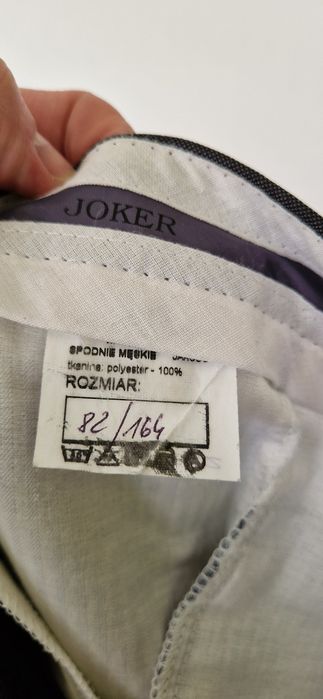 JOKER
SPODNIE MĘSKIE
tkanina: polyester - 100%
ROZMIAR:
82/164